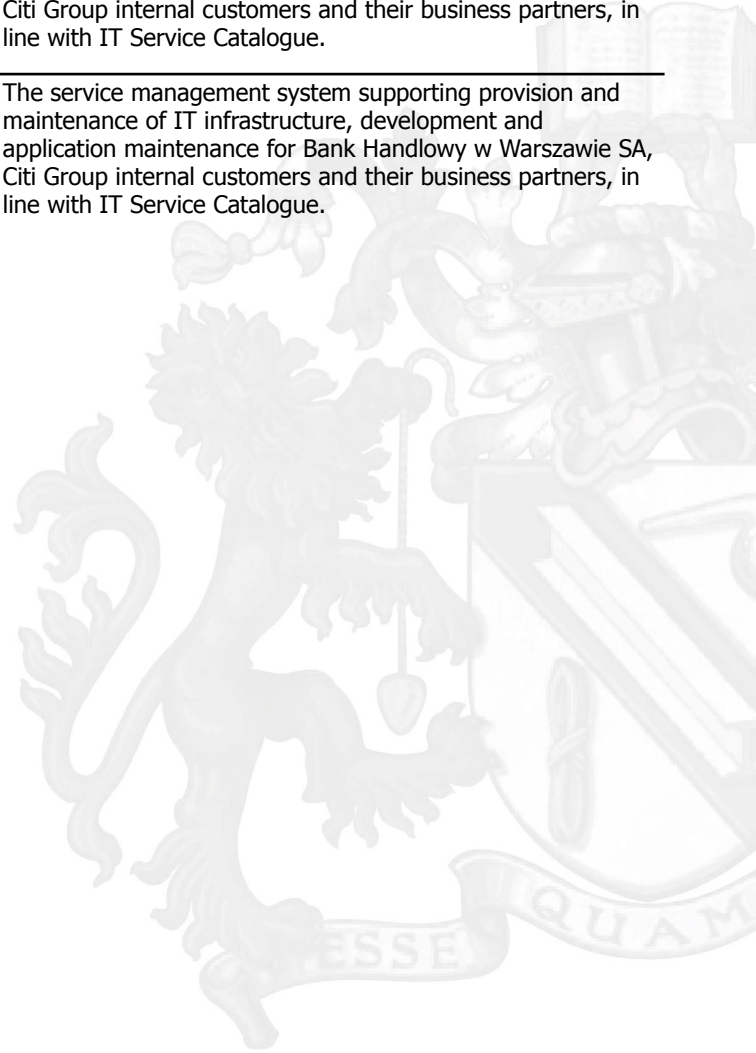 Citi Group internal customers and their business partners, in
line with IT Service Catalogue.
The service management system supporting provision and
maintenance of IT infrastructure, development and
application maintenance for Bank Handlowy w Warszawie SA,
Citi Group internal customers and their business partners, in
line with IT Service Catalogue.
ESSE QUAM